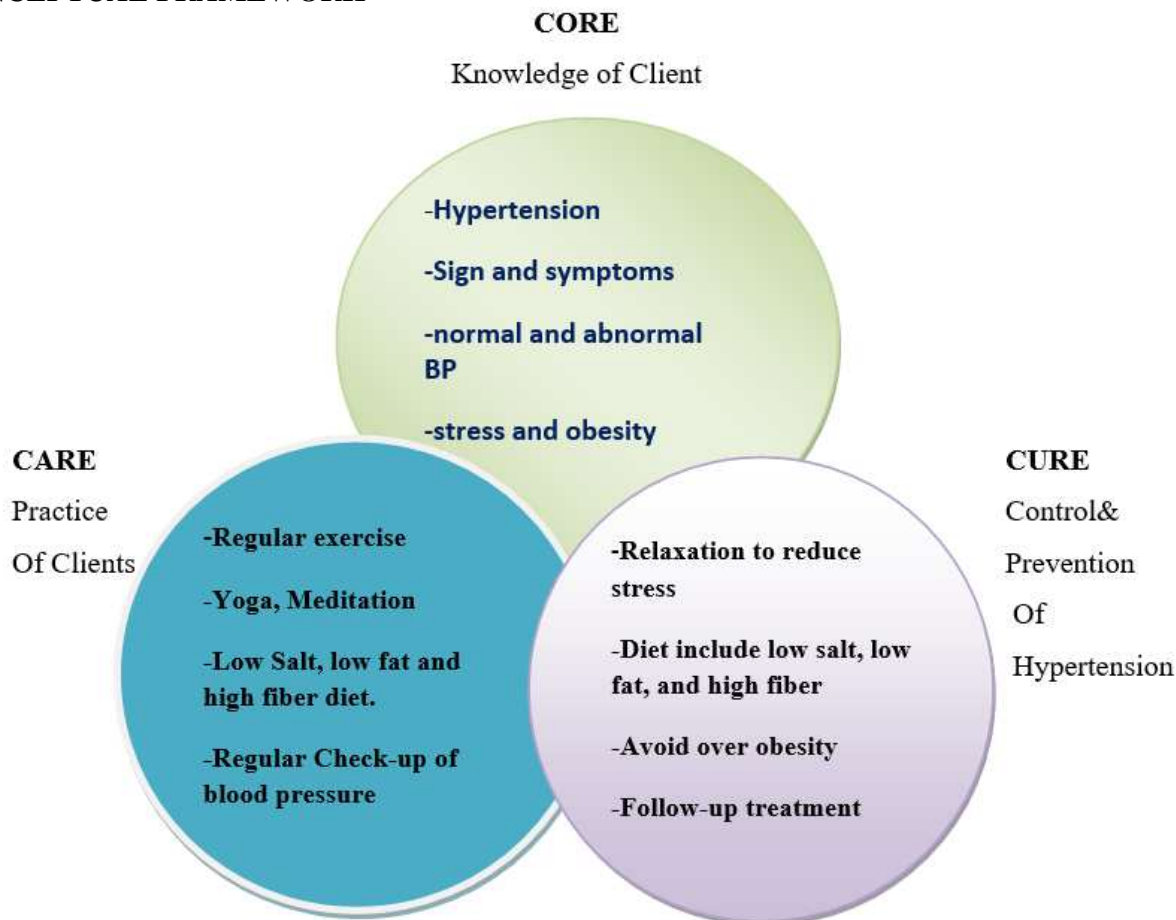 CORE
Knowledge of Client
-Hypertension
-Sign and symptoms
-normal and abnormal
BP
-stress and obesity
CARE
Practice
Of Clients
-Regular exercise
-Yoga, Meditation
-Low Salt, low fat and
high fiber diet.
-Regular Check-up of
blood pressure
CURE
Control&
Prevention
Of
Hypertension
-Relaxation to reduce
stress
-Diet include low salt, low
fat, and high fiber
-Avoid over obesity
-Follow-up treatment